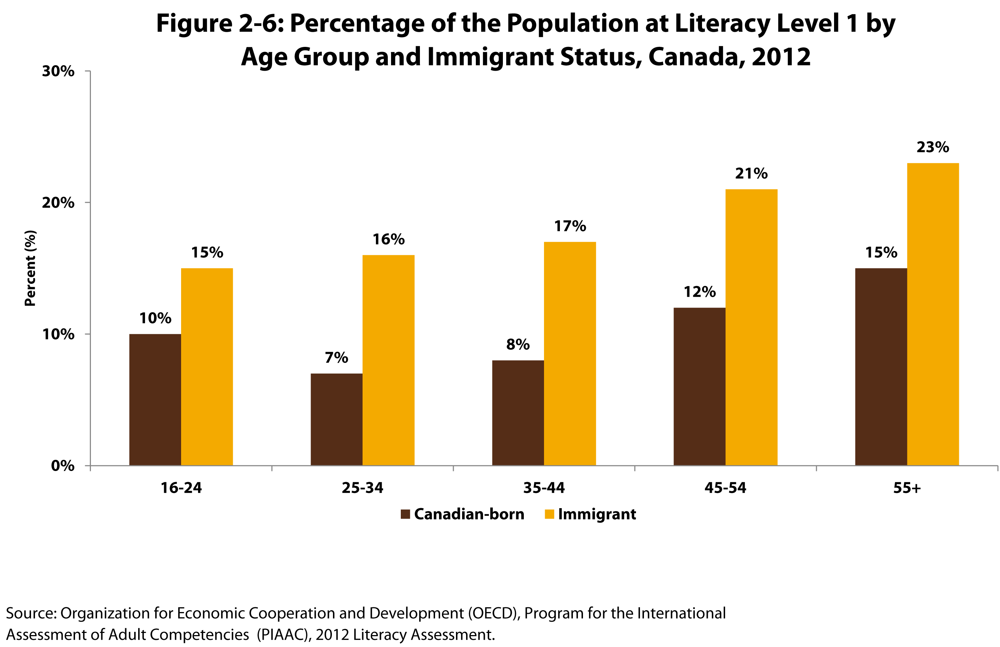 Figure 2-6: Percentage of the Population at Literacy Level 1 by
Age Group and Immigrant Status, Canada, 2012
30%
20%
10%
0%
Percent (%)
10%
15%
7%
16%
8%
17%
12%
21%
15%
23%
16-24
25-34
35-44
45-54
55+
Canadian-born
Immigrant
Source: Organization for Economic Cooperation and Development (OECD), Program for the International
Assessment of Adult Competencies  (PIAAC), 2012 Literacy Assessment.